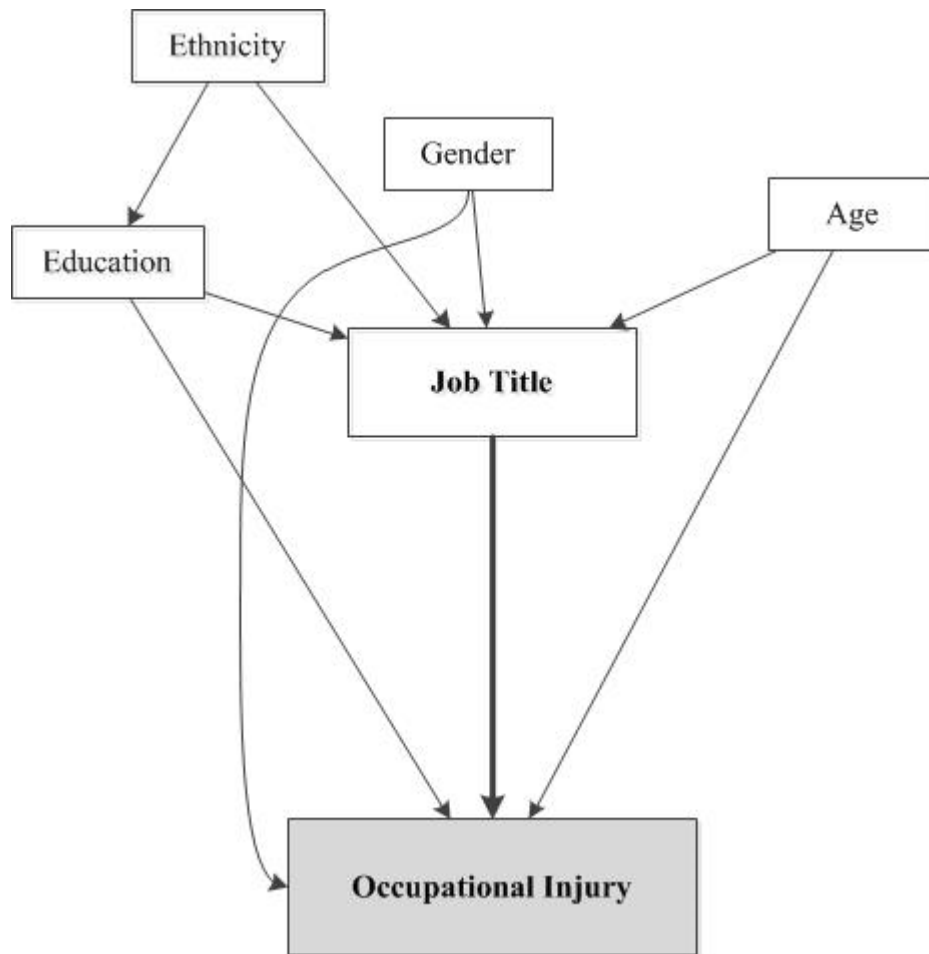 Ethnicity
Gender
Age
Education
Job Title
Occupational Injury